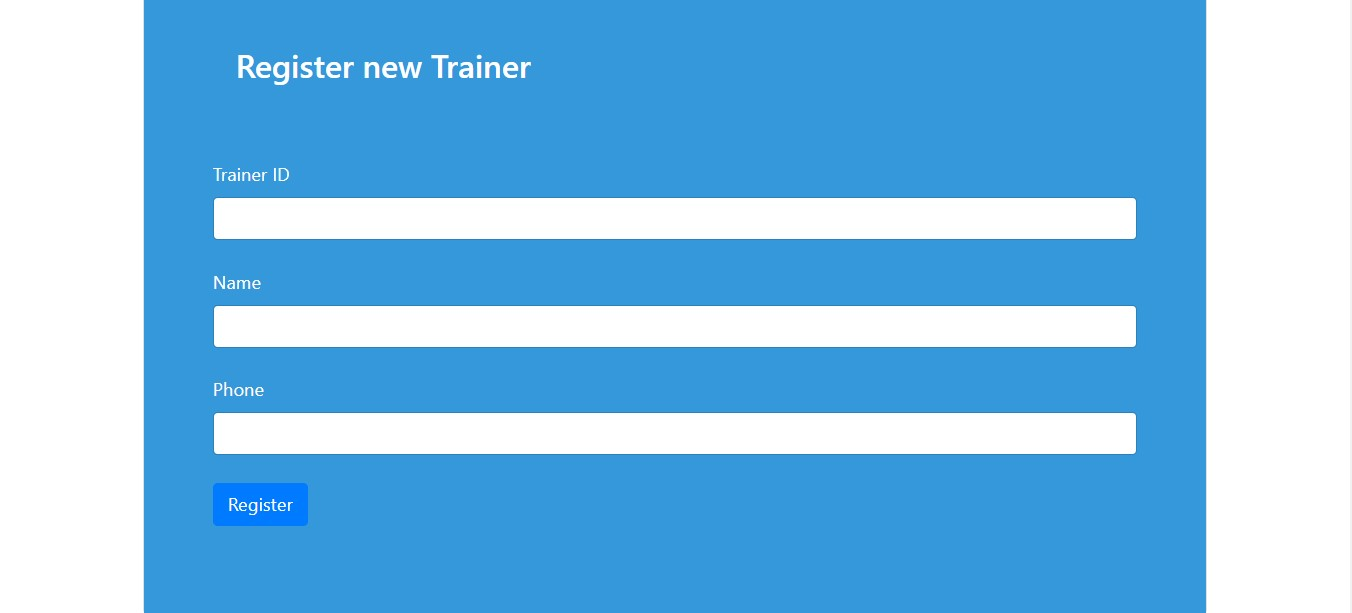 Register new Trainer
Trainer ID
Name
Phone
Register